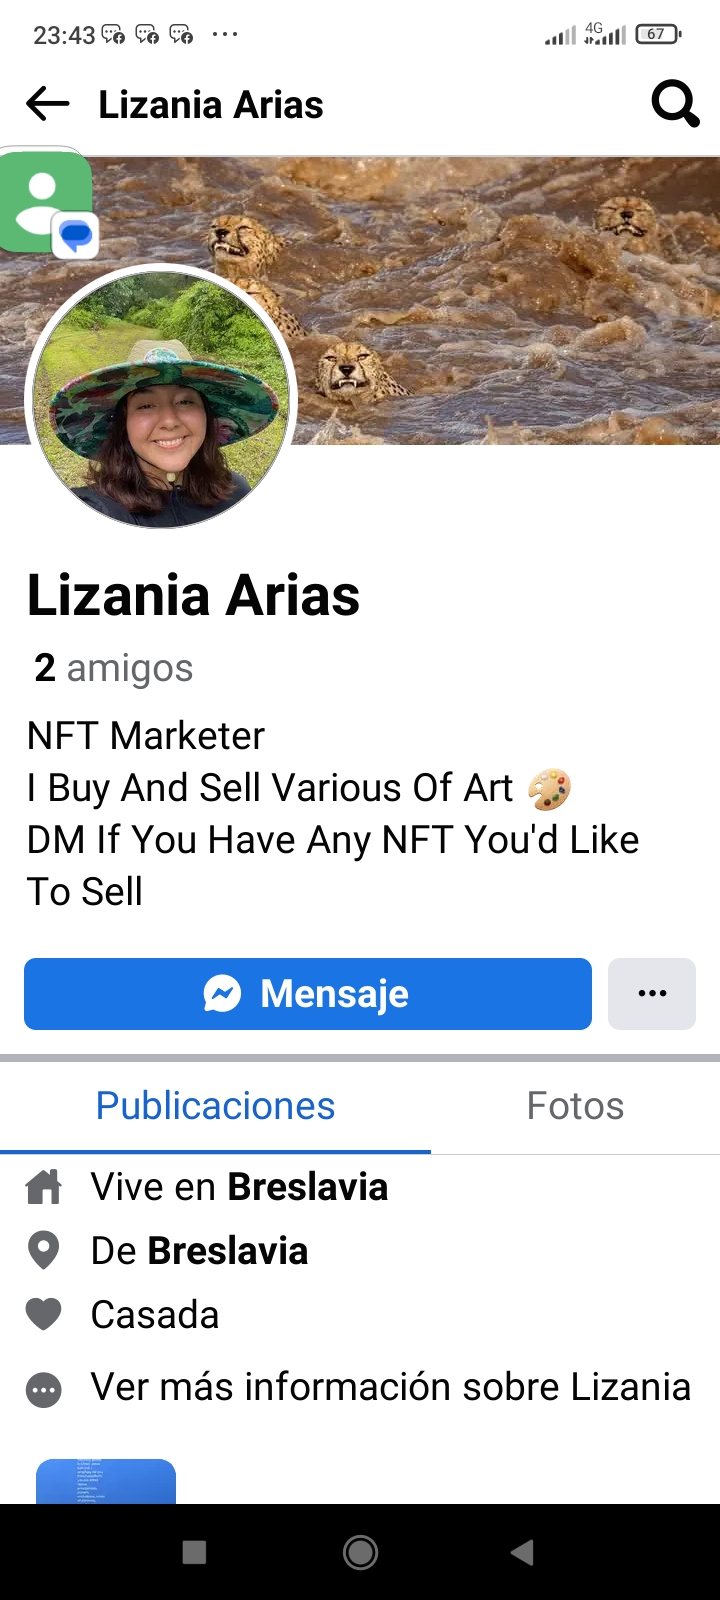 23:43
4G
67
Lizania Arias
Lizania Arias
2 amigos
NFT Marketer
I Buy And Sell Various Of Art 🎨
DM If You Have Any NFT You'd Like
To Sell
Mensaje
Publicaciones
Fotos
Vive en Breslavia
De Breslavia
Casada
Ver más información sobre Lizania